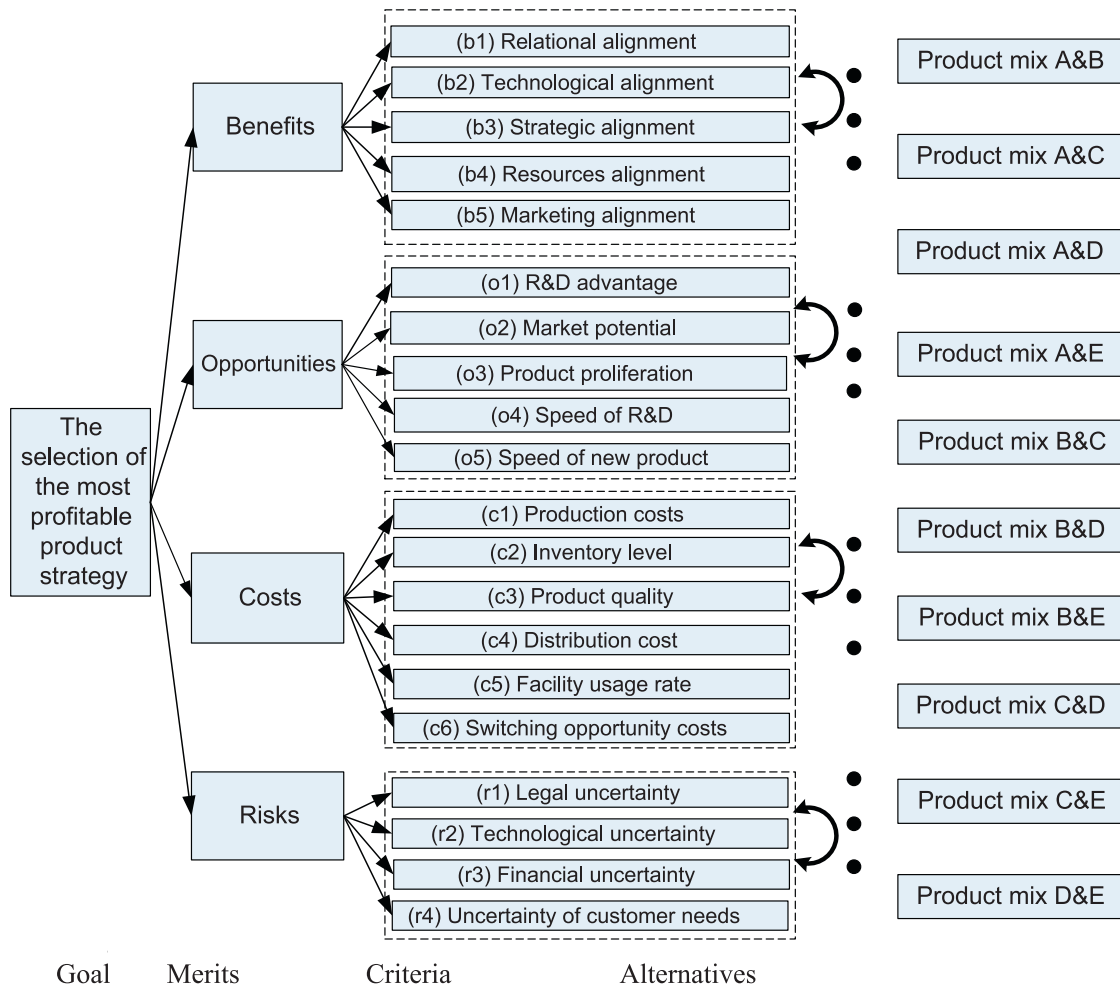 The
selection of
the most
profitable
product
strategy
Benefits
Opportunities
Costs
Risks
(b1) Relational alignment
(b2) Technological alignment
(b3) Strategic alignment
(b4) Resources alignment
(b5) Marketing alignment
(o1) R&D advantage
(o2) Market potential
(o3) Product proliferation
(o4) Speed of R&D
(o5) Speed of new product
(c1) Production costs
(c2) Inventory level
(c3) Product quality
(c4) Distribution cost
(c5) Facility usage rate
(c6) Switching opportunity costs
(r1) Legal uncertainty
(r2) Technological uncertainty
(r3) Financial uncertainty
(r4) Uncertainty of customer needs
Product mix A&B
Product mix A&C
Product mix A&D
Product mix A&E
Product mix B&C
Product mix B&D
Product mix B&E
Product mix C&D
Product mix C&E
Product mix D&E
Goal Merits Criteria Alternatives